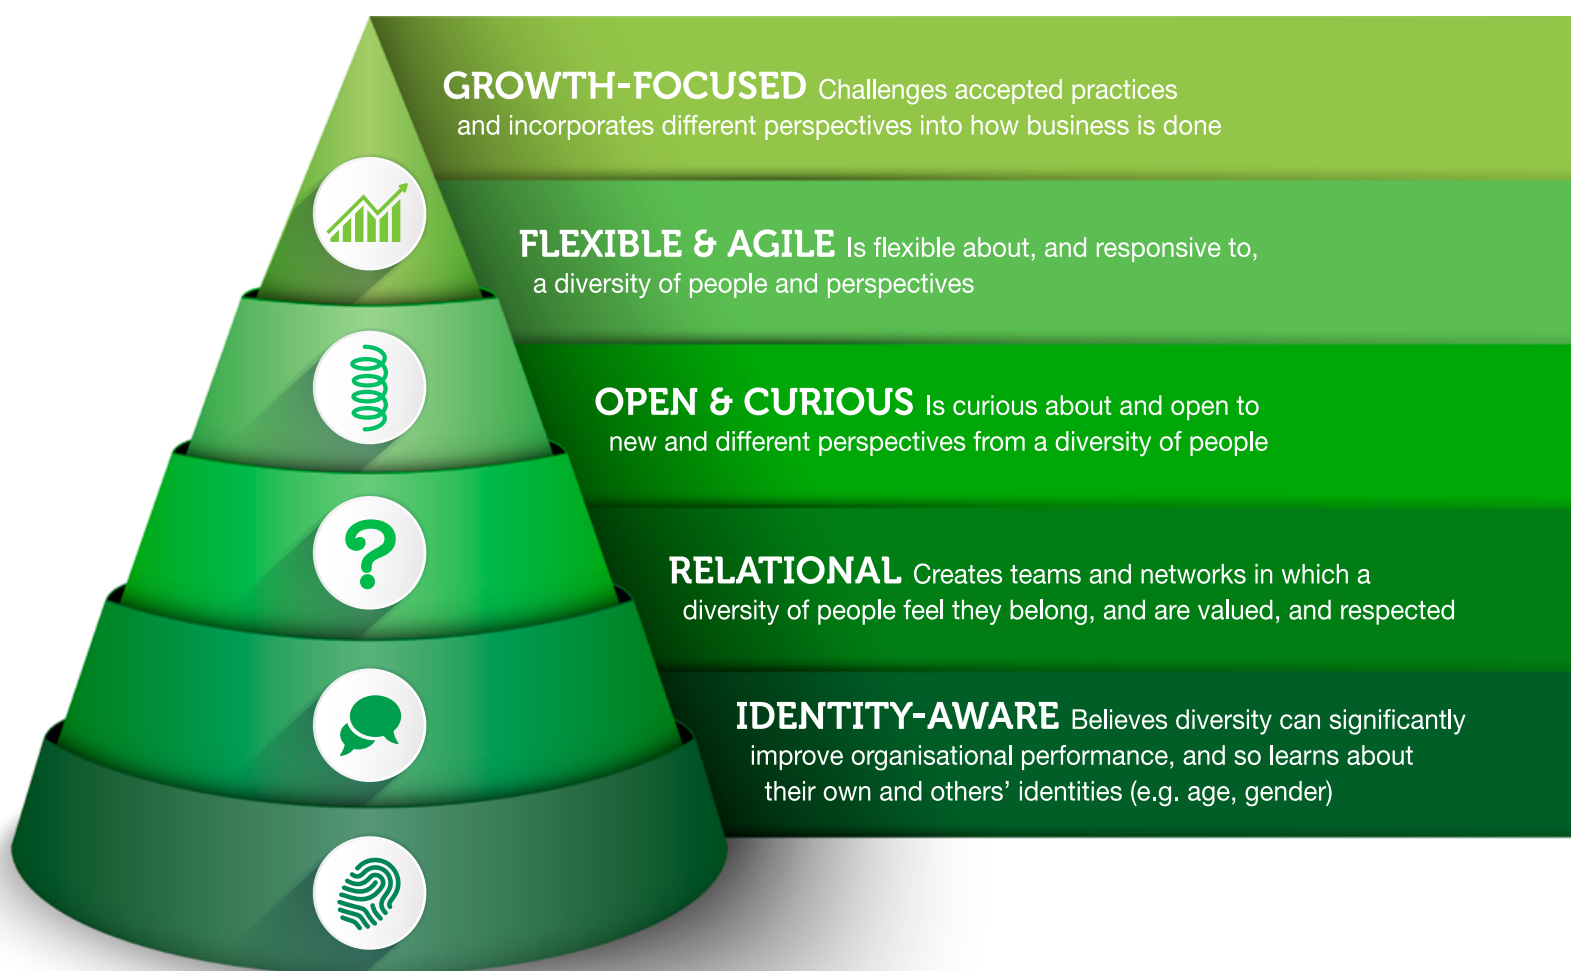 GROWTH-FOCUSED Challenges accepted practices
and incorporates different perspectives into how business is done
FLEXIBLE & AGILE Is flexible about, and responsive to,
a diversity of people and perspectives
OPEN & CURIOUS Is curious about and open to
new and different perspectives from a diversity of people
RELATIONAL Creates teams and networks in which a
diversity of people feel they belong, and are valued, and respected
IDENTITY-AWARE Believes diversity can significantly
improve organisational performance, and so learns about
their own and others’ identities (e.g. age, gender)